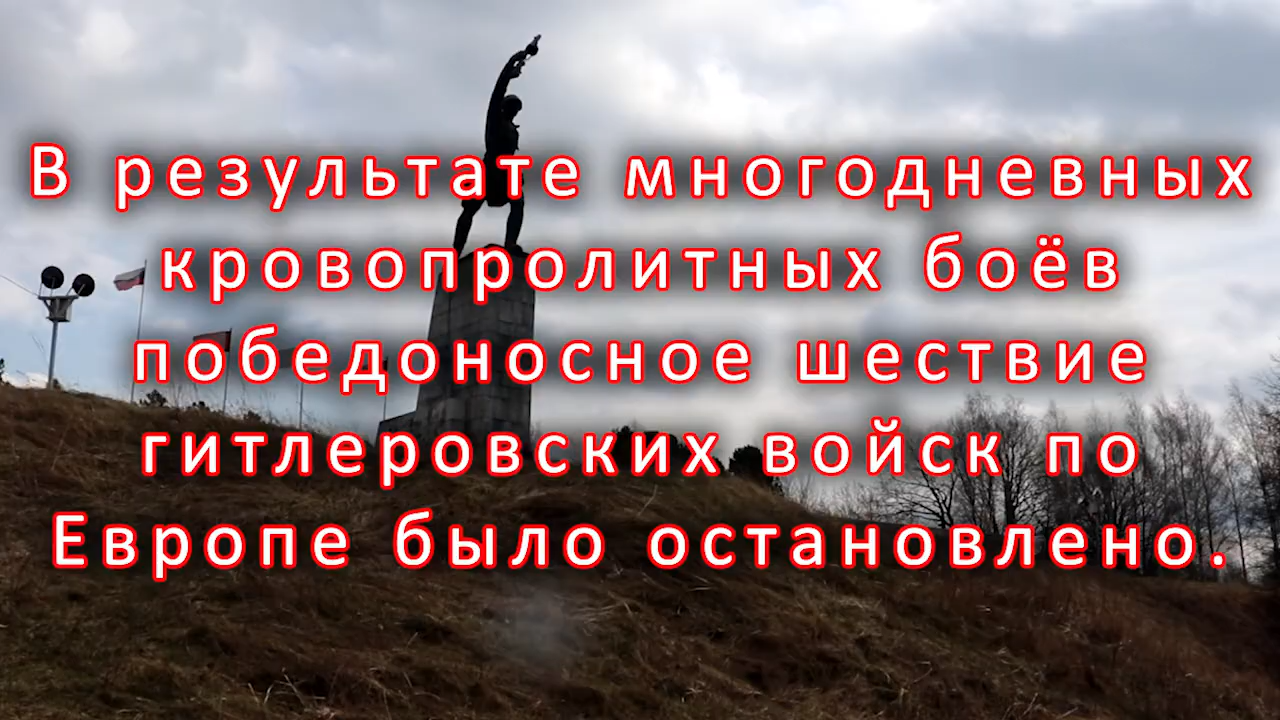 В результате многодневных
кровопролитных боёв
победоносное шествие
гитлеровских войск по
Европе было остановлено.